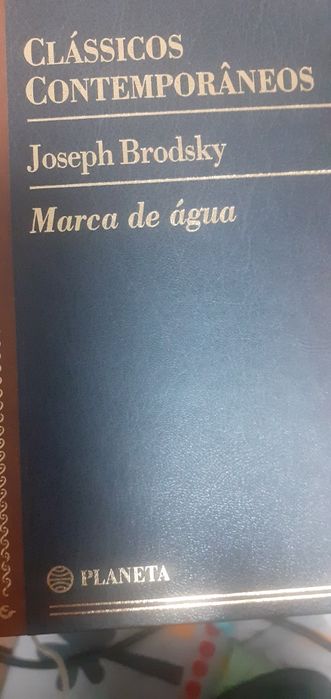 CLÁSSICOS
CONTEMPORÂNEOS
Joseph Brodsky
Marca de água
PLANETA